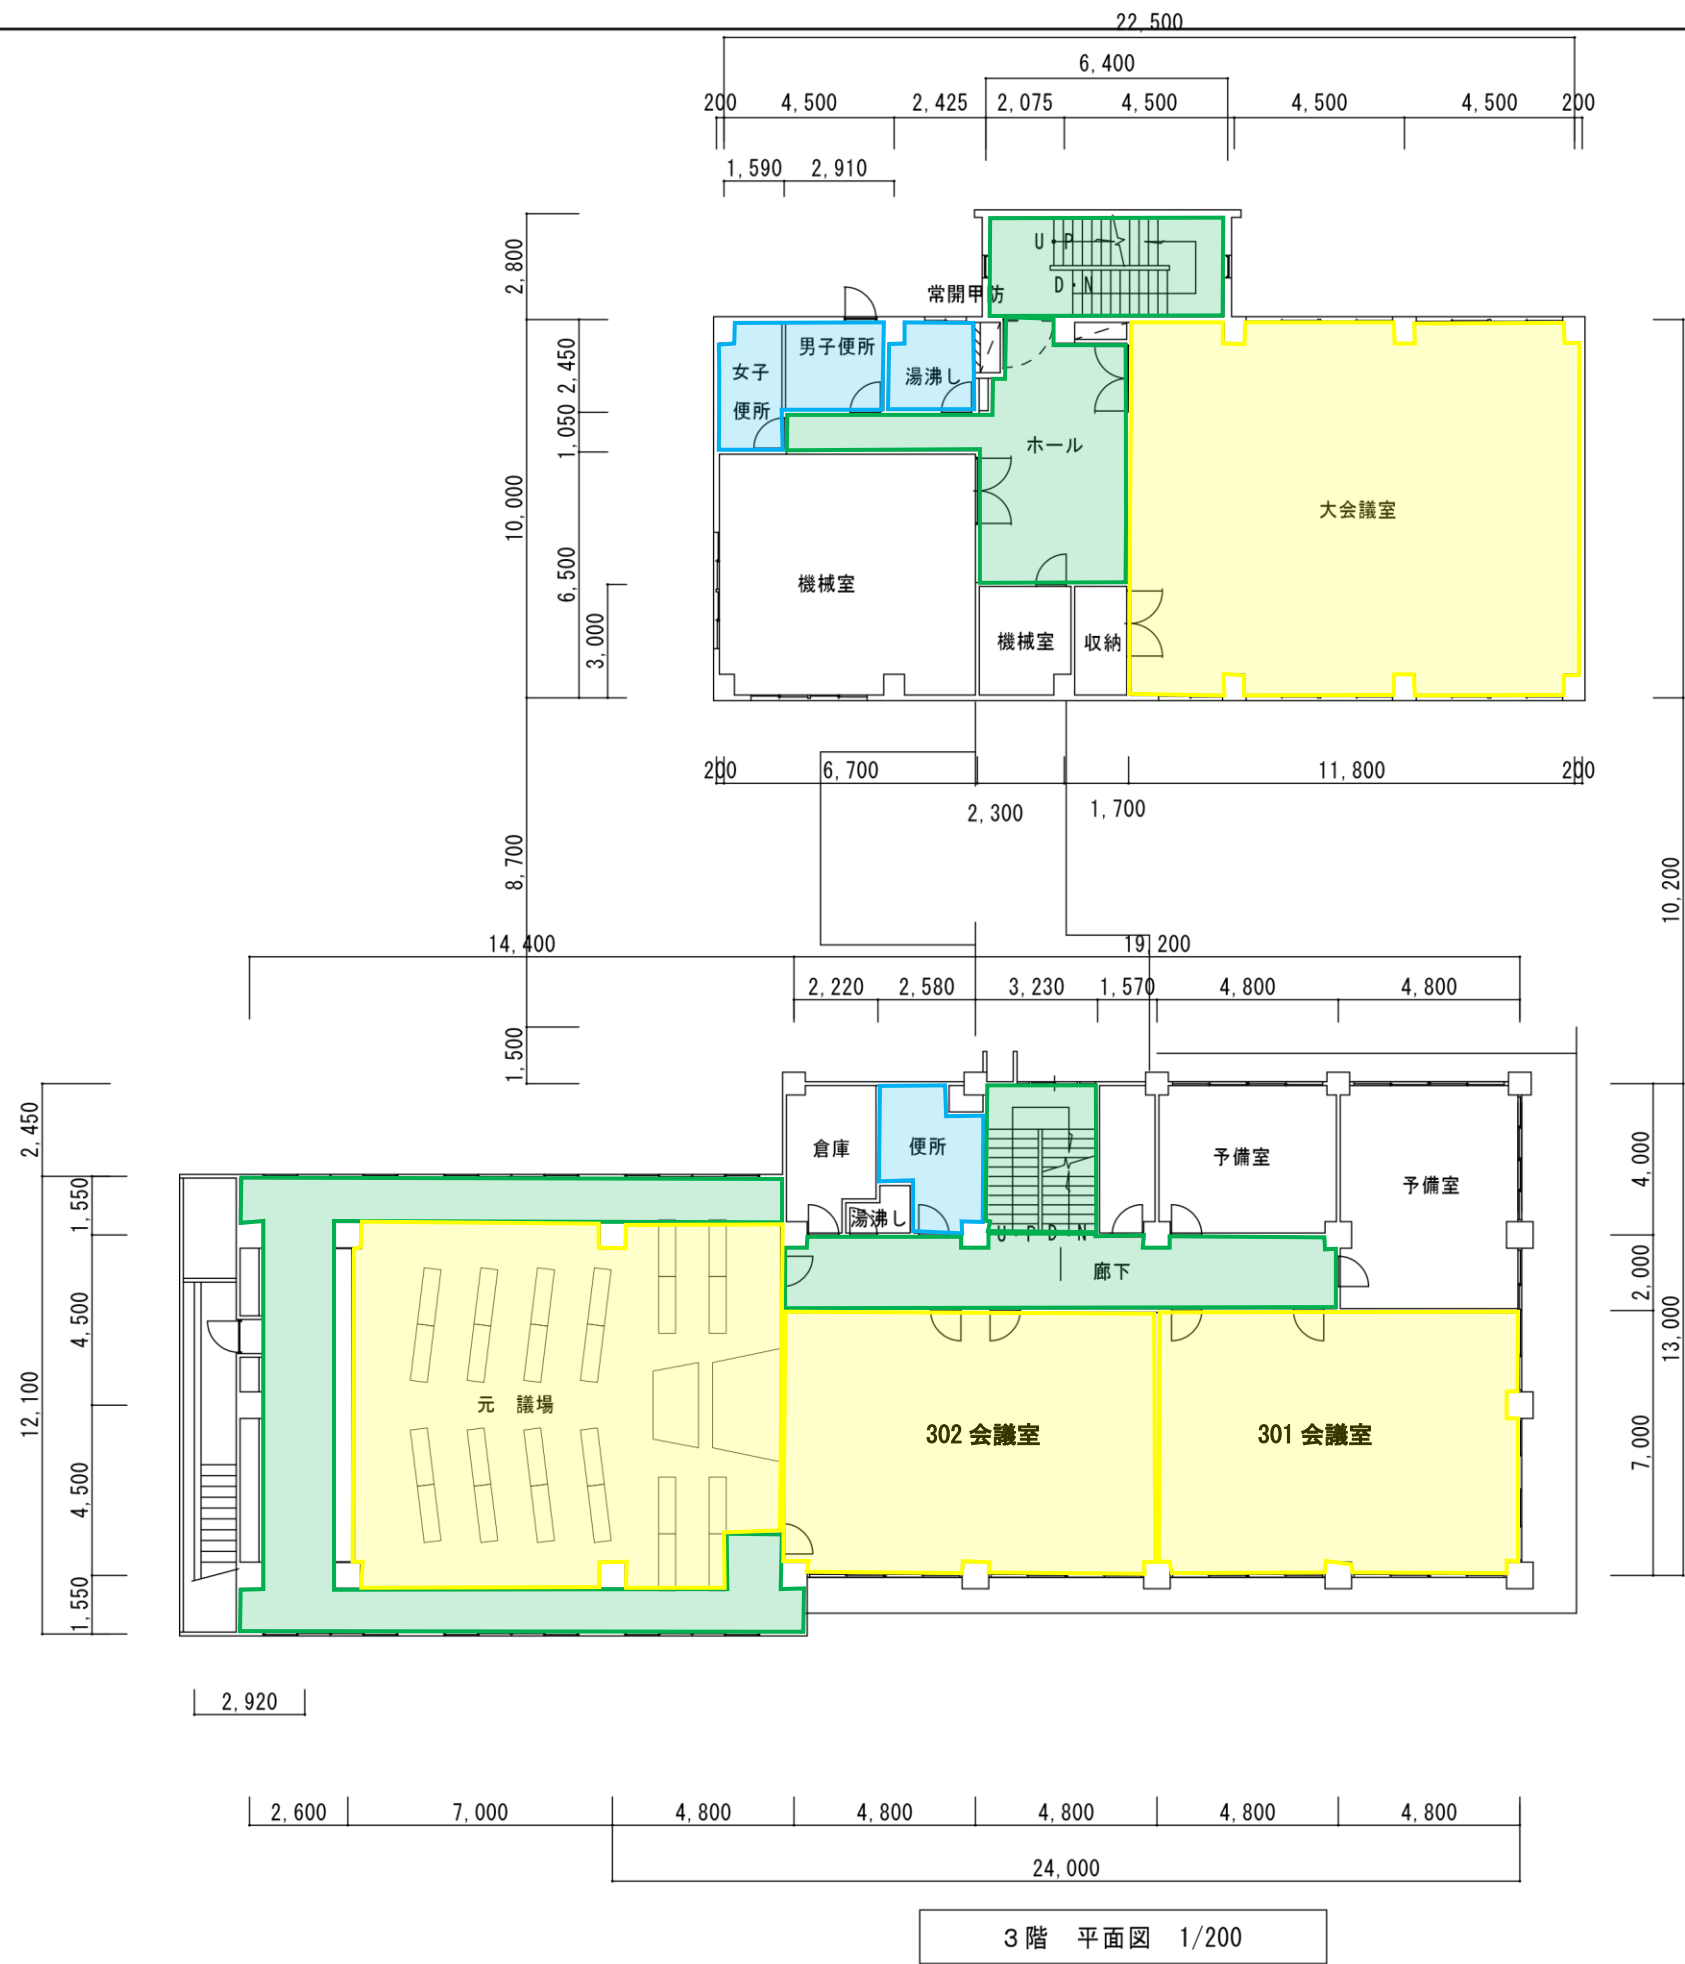 22,500
6,400
200 4,500 2,425 2,075 4,500 4,500 4,500 200
1,590 2,910
2,800
UP
DN
常開甲防
男子便所
女子
便所
湯沸し
2,450
1,050
ホール
10,000
6,500
3,000
大会議室
機械室
機械室
収納
200 6,700 11,800 200
2,300 1,700
8,700
10,200
14,400 19,200
2,220 2,580 3,230 1,570 4,800 4,800
1,500
2,450
倉庫
便所
予備室
予備室
4,000
湯沸し
UP DN
廊下
1,550
2,000
4,500
13,000
12,100
元 議場
302 会議室
301 会議室
7,000
4,500
1,550
2,920
2,600 7,000 4,800 4,800 4,800 4,800 4,800
24,000
3階 平面図 1/200